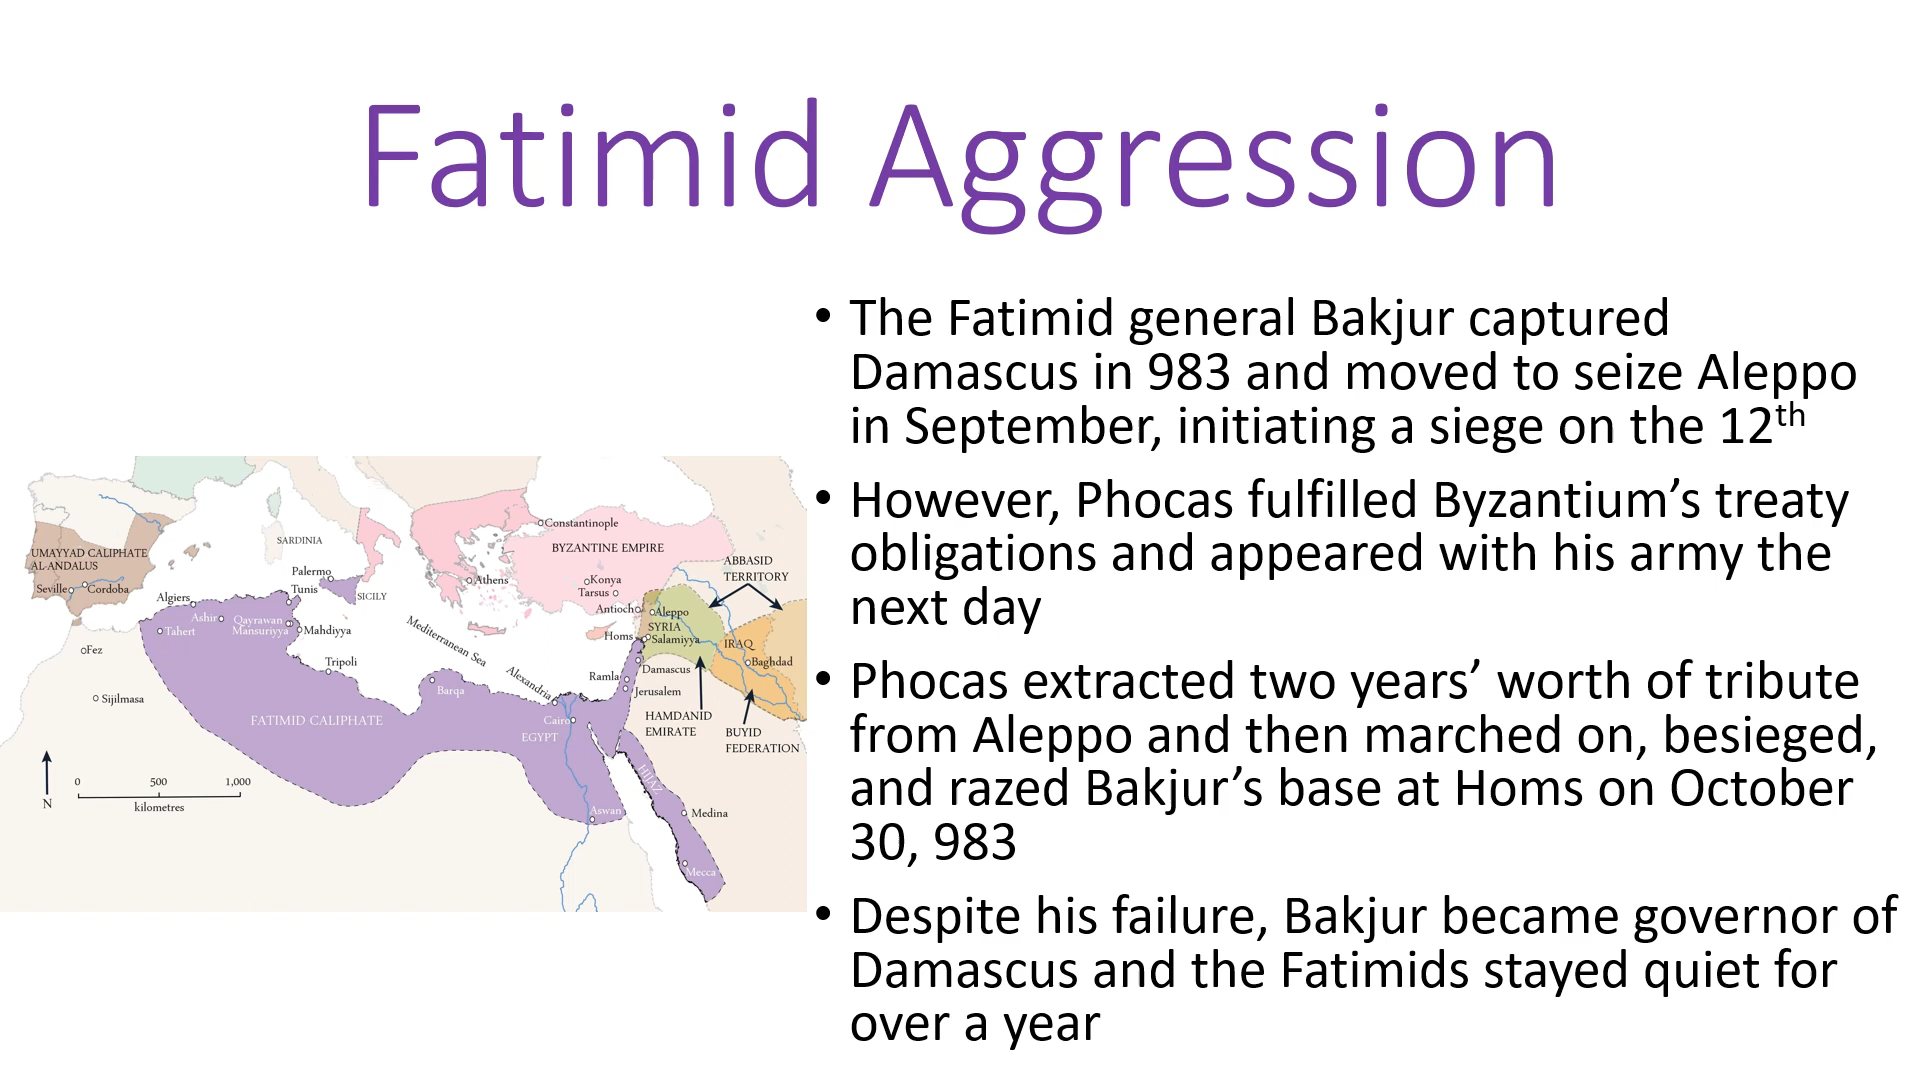 Fatimid Aggression
• The Fatimid general Bakjur captured
Damascus in 983 and moved to seize Aleppo
in September, initiating a siege on the 12th
• However, Phocas fulfilled Byzantium’s treaty
obligations and appeared with his army the
next day
• Phocas extracted two years’ worth of tribute
from Aleppo and then marched on, besieged,
and razed Bakjur’s base at Homs on October
30, 983
• Despite his failure, Bakjur became governor of
Damascus and the Fatimids stayed quiet for
over a year
UMAYYAD CALIPHATE
AL-ANDALUS
Seville
Cordoba
SARDINIA
Palermo
SICILY
Tunis
Algiers
Ashir
Qayrawan
Mansuriyya
Mahdiyya
Tahert
Fez
Sijilmasa
Tripoli
Barqa
FATIMID CALIPHATE
Mediterranean Sea
Constantinople
BYZANTINE EMPIRE
Athens
Konya
Tarsus
Antioch
Aleppo
SYRIA
Homs
Salamiyya
ABBASID
TERRITORY
IRAQ
Baghdad
Damascus
Ramla
Jerusalem
Alexandria
Cairo
EGYPT
HAMDANID
EMIRATE
BUYID
FEDERATION
HIJAZ
Aswan
Medina
Mecca
N
0 500 1,000
kilometres